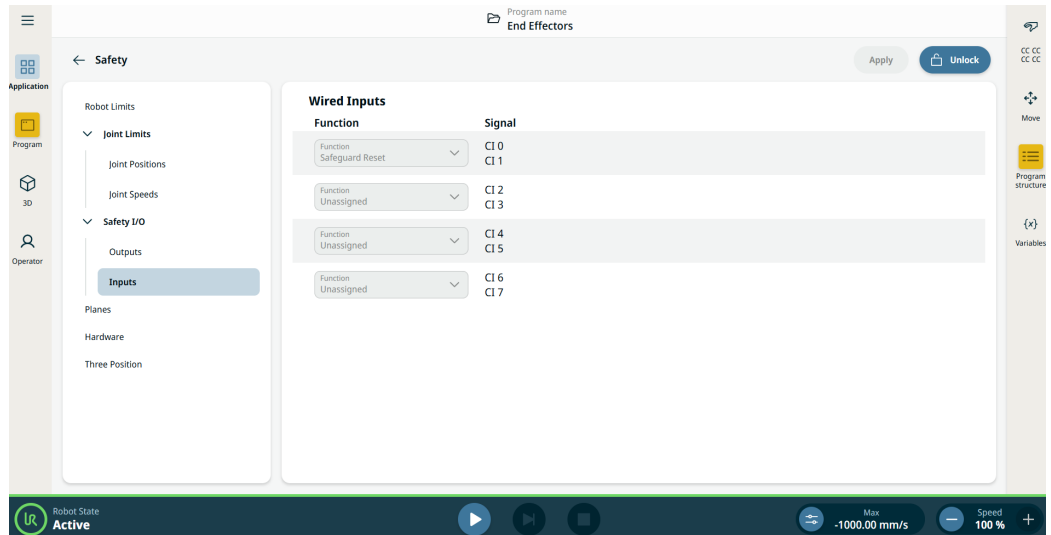 Program name
End Effectors
Application
Program
3D
Operator
Safety
Apply
Unlock
Robot Limits
Joint Limits
Joint Positions
Joint Speeds
Safety I/O
Outputs
Inputs
Planes
Hardware
Three Position
Wired Inputs
Function Signal
Function
Safeguard Reset
CI 0
CI 1
Function
Unassigned
CI 2
CI 3
Function
Unassigned
CI 4
CI 5
Function
Unassigned
CI 6
CI 7
CC CC
CC CC
Move
Program
structure
{x}
Variables
UR
Robot State
Active
Max
-1000.00 mm/s
Speed
100 %